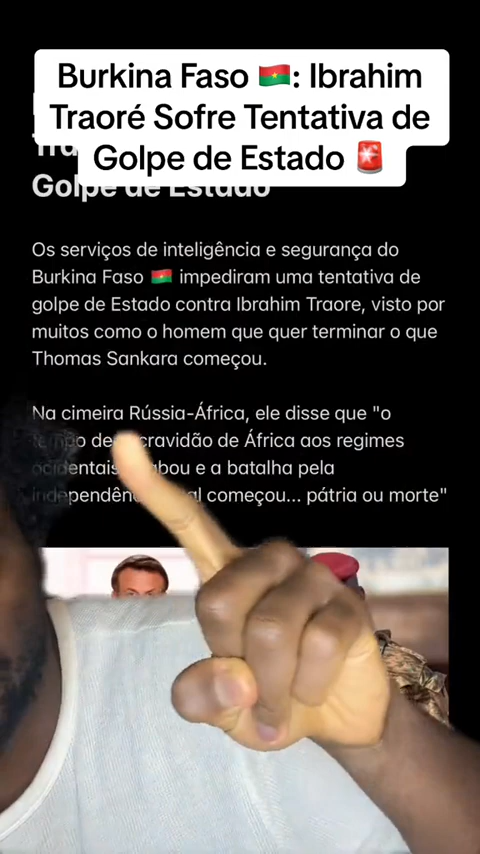 Burkina Faso 🇧🇫: Ibrahim
Traoré Sofre Tentativa de
Golpe de Estado 🚨
Golpe de Estado
Os serviços de inteligência e segurança do
Burkina Faso 🇧🇫 impediram uma tentativa de
golpe de Estado contra Ibrahim Traore, visto por
muitos como o homem que quer terminar o que
Thomas Sankara começou.
Na cimeira Rússia-África, ele disse que "o
de África aos regimes
e a batalha pela
começou... pátria ou morte"